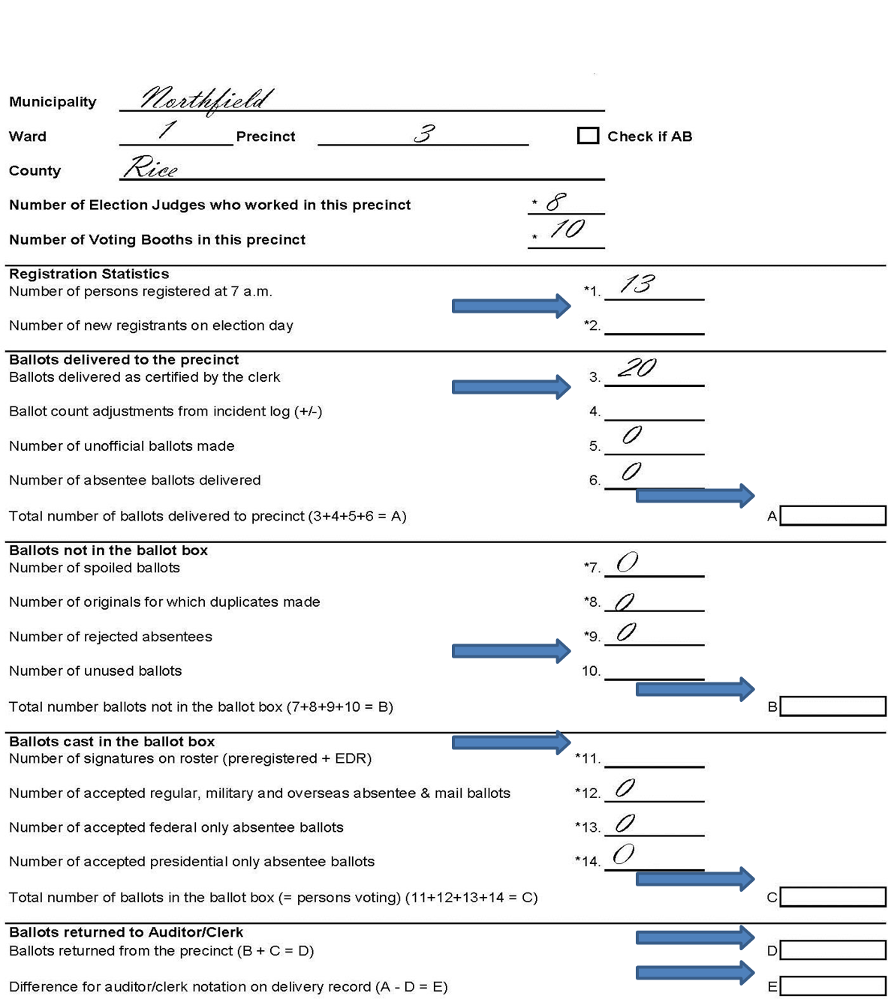 Municipality Northfield
Ward 1 Precinct 3 Check if AB
County Rice
Number of Election Judges who worked in this precinct * 8
Number of Voting Booths in this precinct * 10
Registration Statistics
Number of persons registered at 7 a.m. *1. 13
Number of new registrants on election day *2.
Ballots delivered to the precinct
Ballots delivered as certified by the clerk 3. 20
Ballot count adjustments from incident log (+/-) 4.
Number of unofficial ballots made 5. 0
Number of absentee ballots delivered 6. 0
Total number of ballots delivered to precinct (3+4+5+6 = A) A
Ballots not in the ballot box
Number of spoiled ballots *7. 0
Number of originals for which duplicates made *8. 0
Number of rejected absentees *9. 0
Number of unused ballots 10.
Total number ballots not in the ballot box (7+8+9+10 = B) B
Ballots cast in the ballot box
Number of signatures on roster (preregistered + EDR) *11.
Number of accepted regular, military and overseas absentee & mail ballots *12. 0
Number of accepted federal only absentee ballots *13. 0
Number of accepted presidential only absentee ballots *14. 0
Total number of ballots in the ballot box (= persons voting) (11+12+13+14 = C) C
Ballots returned to Auditor/Clerk
Ballots returned from the precinct (B + C = D) D
Difference for auditor/clerk notation on delivery record (A - D = E) E